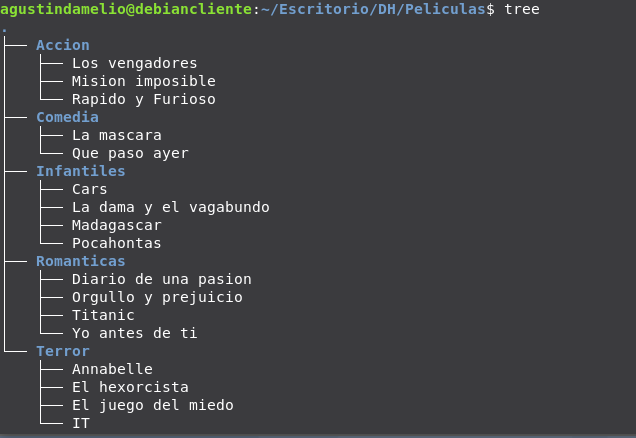 agustindamelio@debiancliente:~/Escritorio/DH/Peliculas$ tree
.
├── Accion
│   ├── Los vengadores
│   ├── Mision imposible
│   └── Rapido y Furioso
├── Comedia
│   ├── La mascara
│   └── Que paso ayer
├── Infantiles
│   ├── Cars
│   ├── La dama y el vagabundo
│   ├── Madagascar
│   └── Pocahontas
├── Romanticas
│   ├── Diario de una pasion
│   ├── Orgullo y prejuicio
│   ├── Titanic
│   └── Yo antes de ti
└── Terror
    ├── Annabelle
    ├── El hexorcista
    ├── El juego del miedo
    └── IT